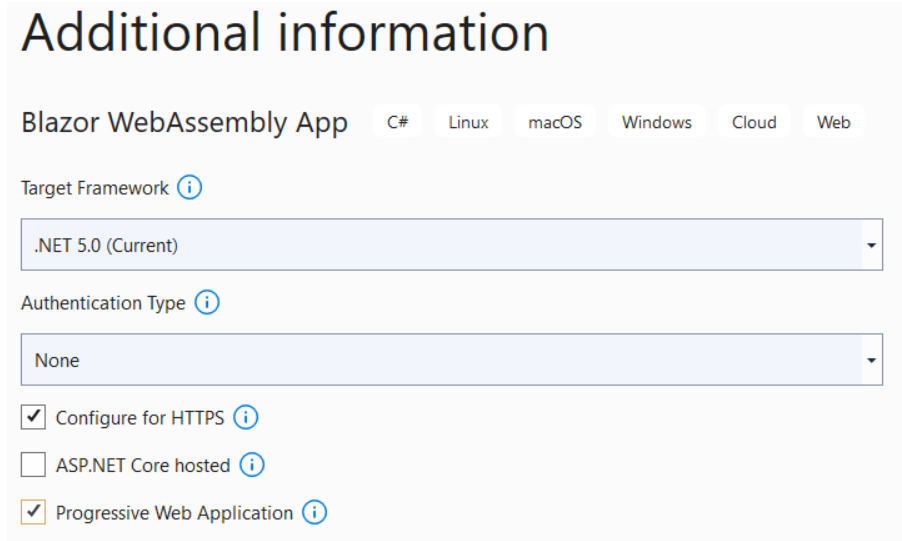 Additional information
Blazor WebAssembly App C# Linux macOS Windows Cloud Web
Target Framework
.NET 5.0 (Current)
Authentication Type
None
Configure for HTTPS
ASP.NET Core hosted
Progressive Web Application